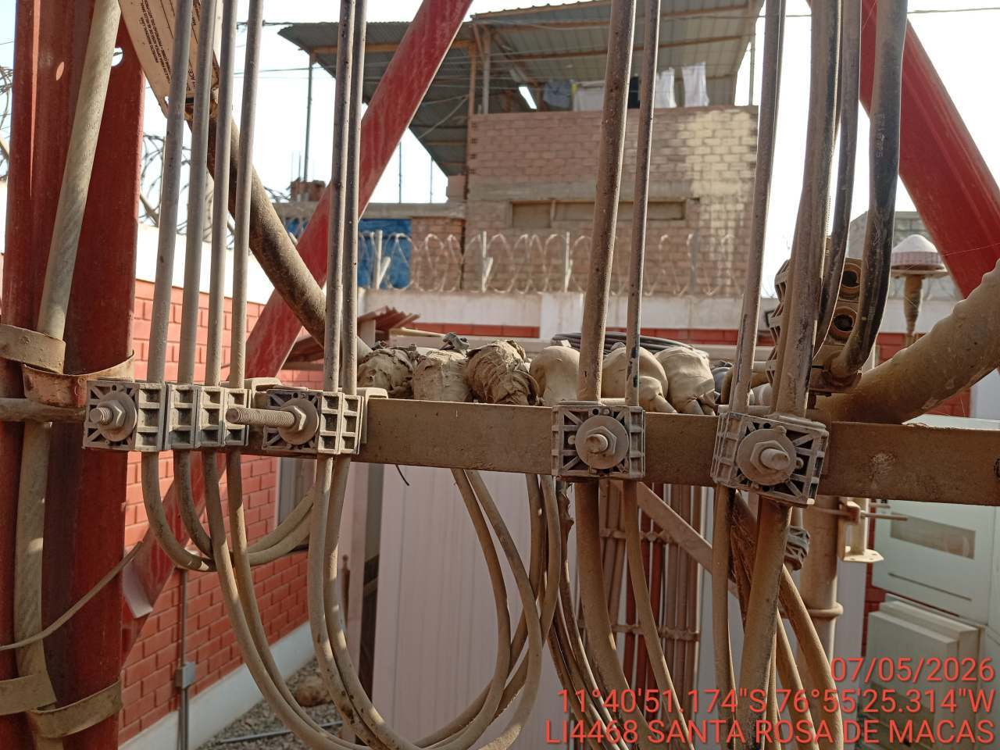 07/05/2026
11°40'51.174"S 76°55'25.314"W
LI4468 SANTA ROSA DE MACAS